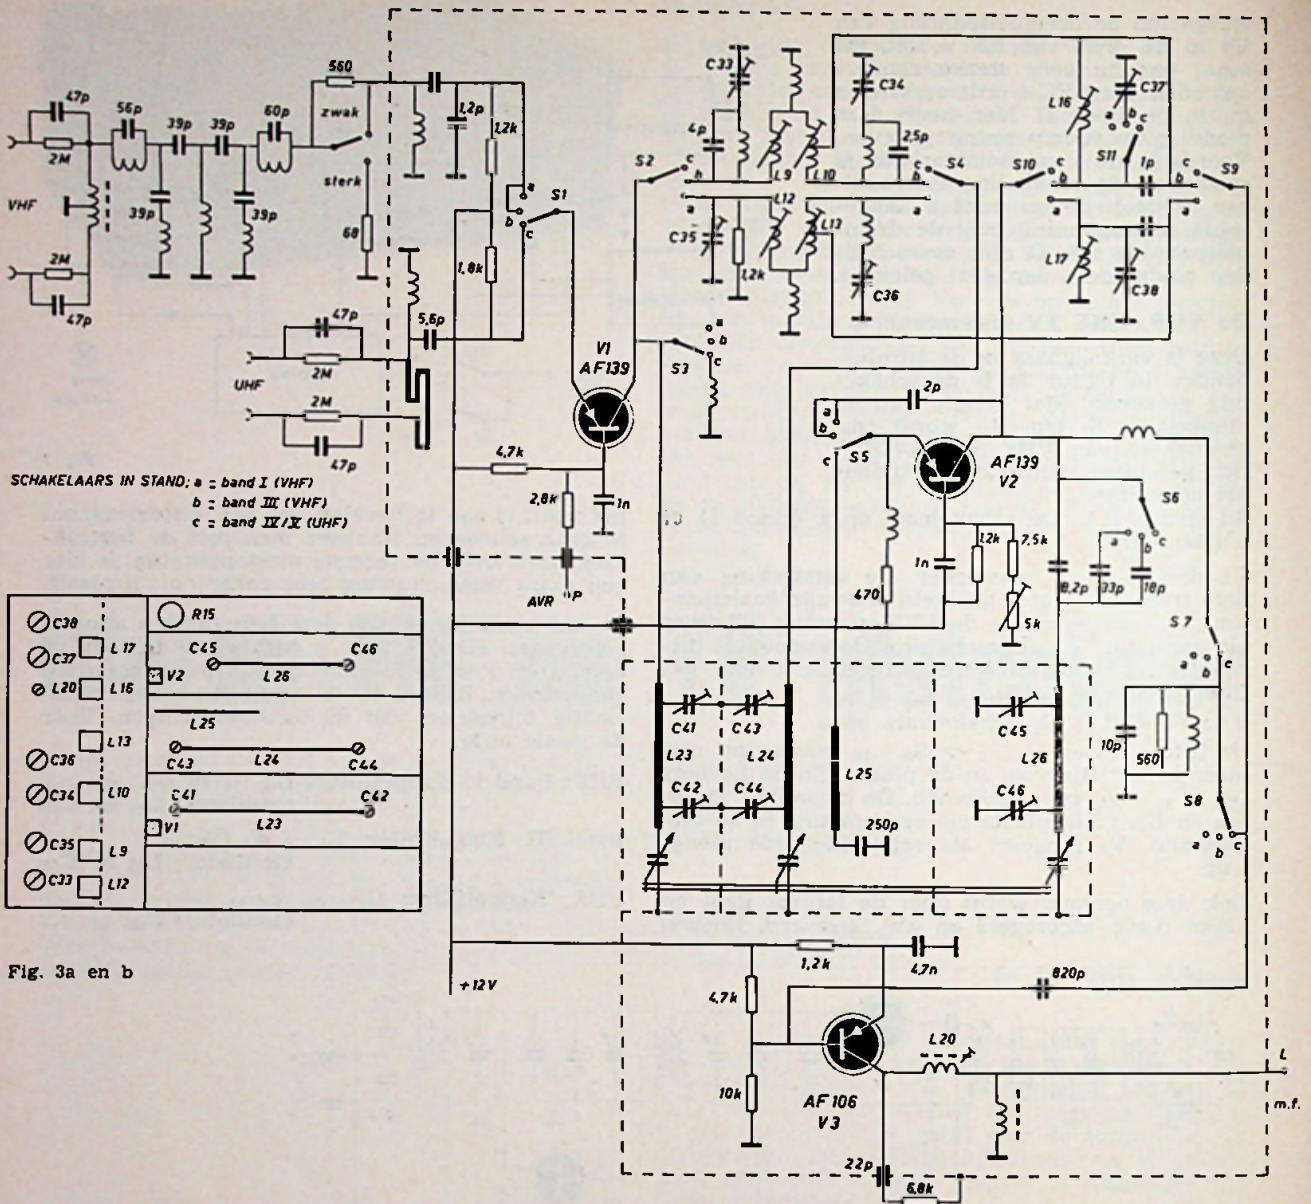 47p
2M
VHF
2M
47p
56p
39p
39p
60p
39p
39p
560
zwak
sterk
68
1,2p
1,2k
1,8k
a
b
c
S1
5,6p
47p
2M
UHF
2M
47p
V1
AF139
4,7k
2,8k
1n
AVR
P
SCHAKELAARS IN STAND; a = band I (VHF)
b = band III (VHF)
c = band IV/V (UHF)
C33
4p
S2
c
b
a
L9
L10
L12
L13
C34
2,5p
c
b
a
S4
C35
1,2k
C36
S3
a
b
c
S10
c
b
a
L16
C37
a
b
c
S11
1p
c
b
a
S9
L17
C38
2p
a
b
c
S5
AF139
V2
470
1n
1,2k
7,5k
5k
8,2p
33p
18p
S6
a
b
c
S7
a
b
c
10p
560
S8
a
b
c
C41
C43
L23
L24
C42
C44
L25
250p
C45
L26
C46
C38
C37
L20
C36
C34
C35
C33
L17
L16
L13
L10
L9
L12
R15
V2
C45
C46
L26
L25
C43
L24
C44
C41
C42
L23
V1
Fig. 3a en b
+12V
1,2k
4,7n
820p
4,7k
10k
AF106
V3
L20
L
m.f.
22p
6,8k